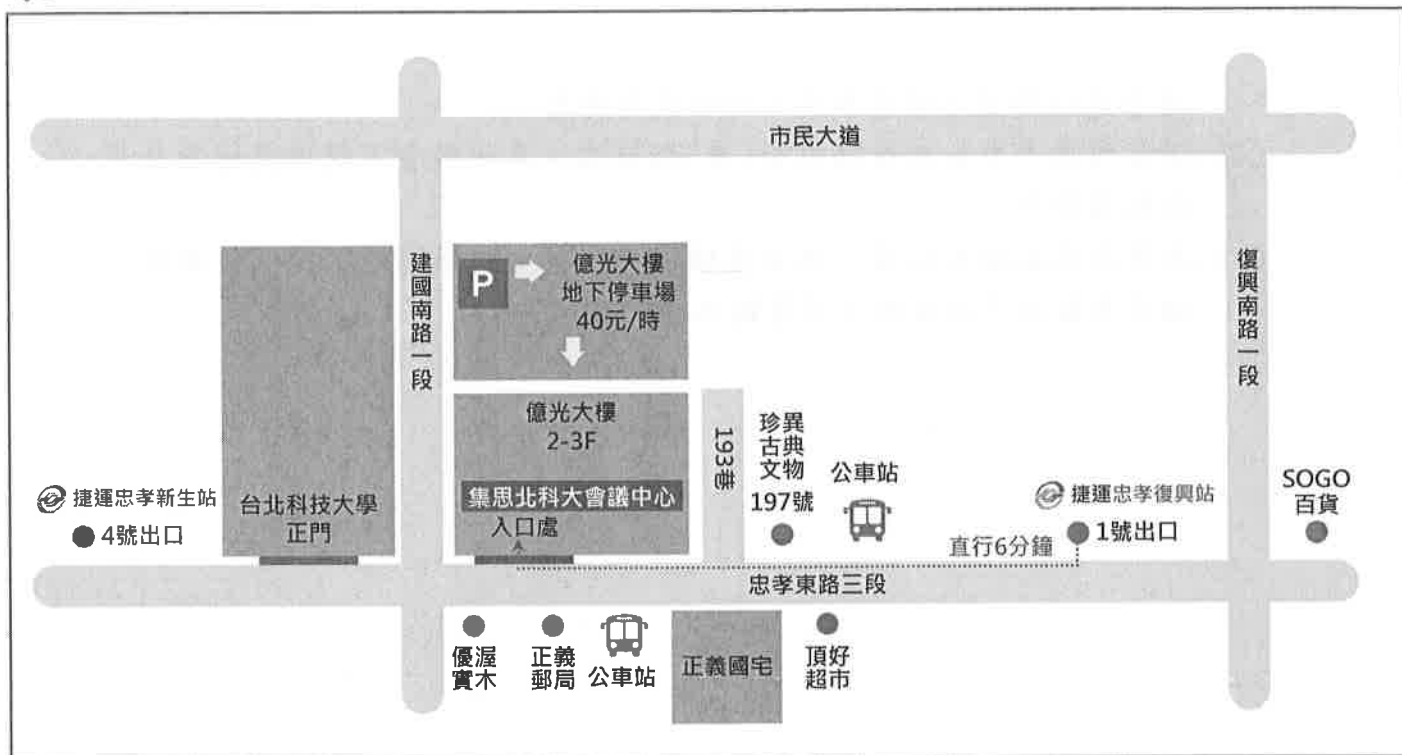 市民大道
建國南路一段
復興南路一段
P
億光大樓
地下停車場
40元/時
億光大樓
2-3F
集思北科大會議中心
入口處
193巷
珍異
古典
文物
197號
公車站
捷運忠孝新生站
4號出口
台北科技大學
正門
捷運忠孝復興站
1號出口
直行6分鐘
SOGO
百貨
忠孝東路三段
優渥
實木
正義
郵局
公車站
正義國宅
頂好
超市